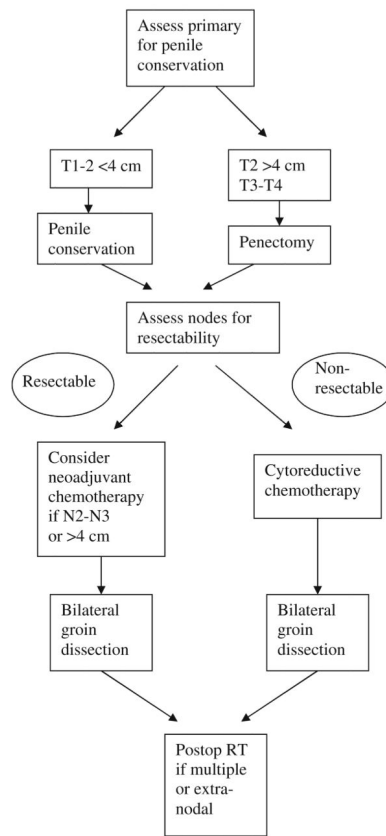 Assess primary
for penile
conservation
T1-2 <4 cm
T2 >4 cm
T3-T4
Penile
conservation
Penectomy
Assess nodes for
resectability
Resectable
Non-
resectable
Consider
neoadjuvant
chemotherapy
if N2-N3
or >4 cm
Cytoreductive
chemotherapy
Bilateral
groin
dissection
Bilateral
groin
dissection
Postop RT
if multiple
or extra-
nodal